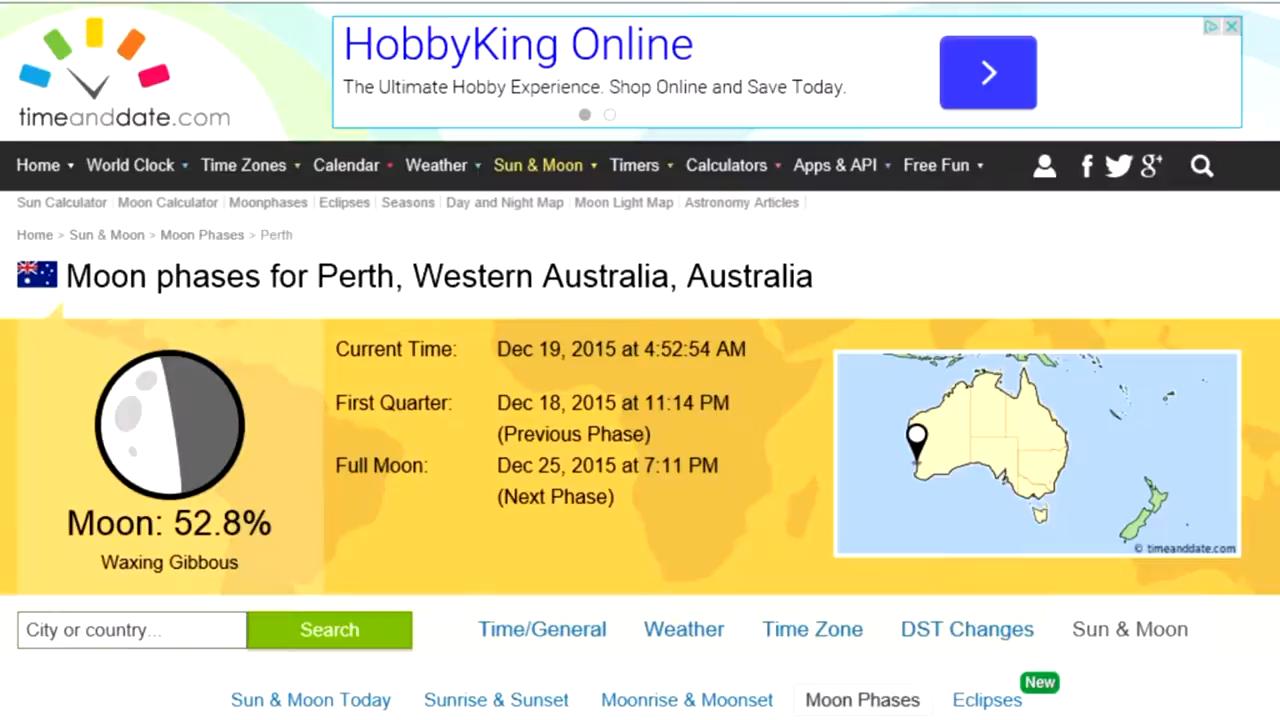 HobbyKing Online
The Ultimate Hobby Experience. Shop Online and Save Today.
timeanddate.com
Home World Clock Time Zones Calendar Weather Sun & Moon Timers Calculators Apps & API Free Fun
Sun Calculator Moon Calculator Moonphases Eclipses Seasons Day and Night Map Moon Light Map Astronomy Articles
Home > Sun & Moon > Moon Phases > Perth
Moon phases for Perth, Western Australia, Australia
Current Time: Dec 19, 2015 at 4:52:54 AM
First Quarter: Dec 18, 2015 at 11:14 PM
(Previous Phase)
Full Moon: Dec 25, 2015 at 7:11 PM
(Next Phase)
Moon: 52.8%
Waxing Gibbous
© timeanddate.com
City or country... Search Time/General Weather Time Zone DST Changes Sun & Moon
New
Sun & Moon Today Sunrise & Sunset Moonrise & Moonset Moon Phases Eclipses